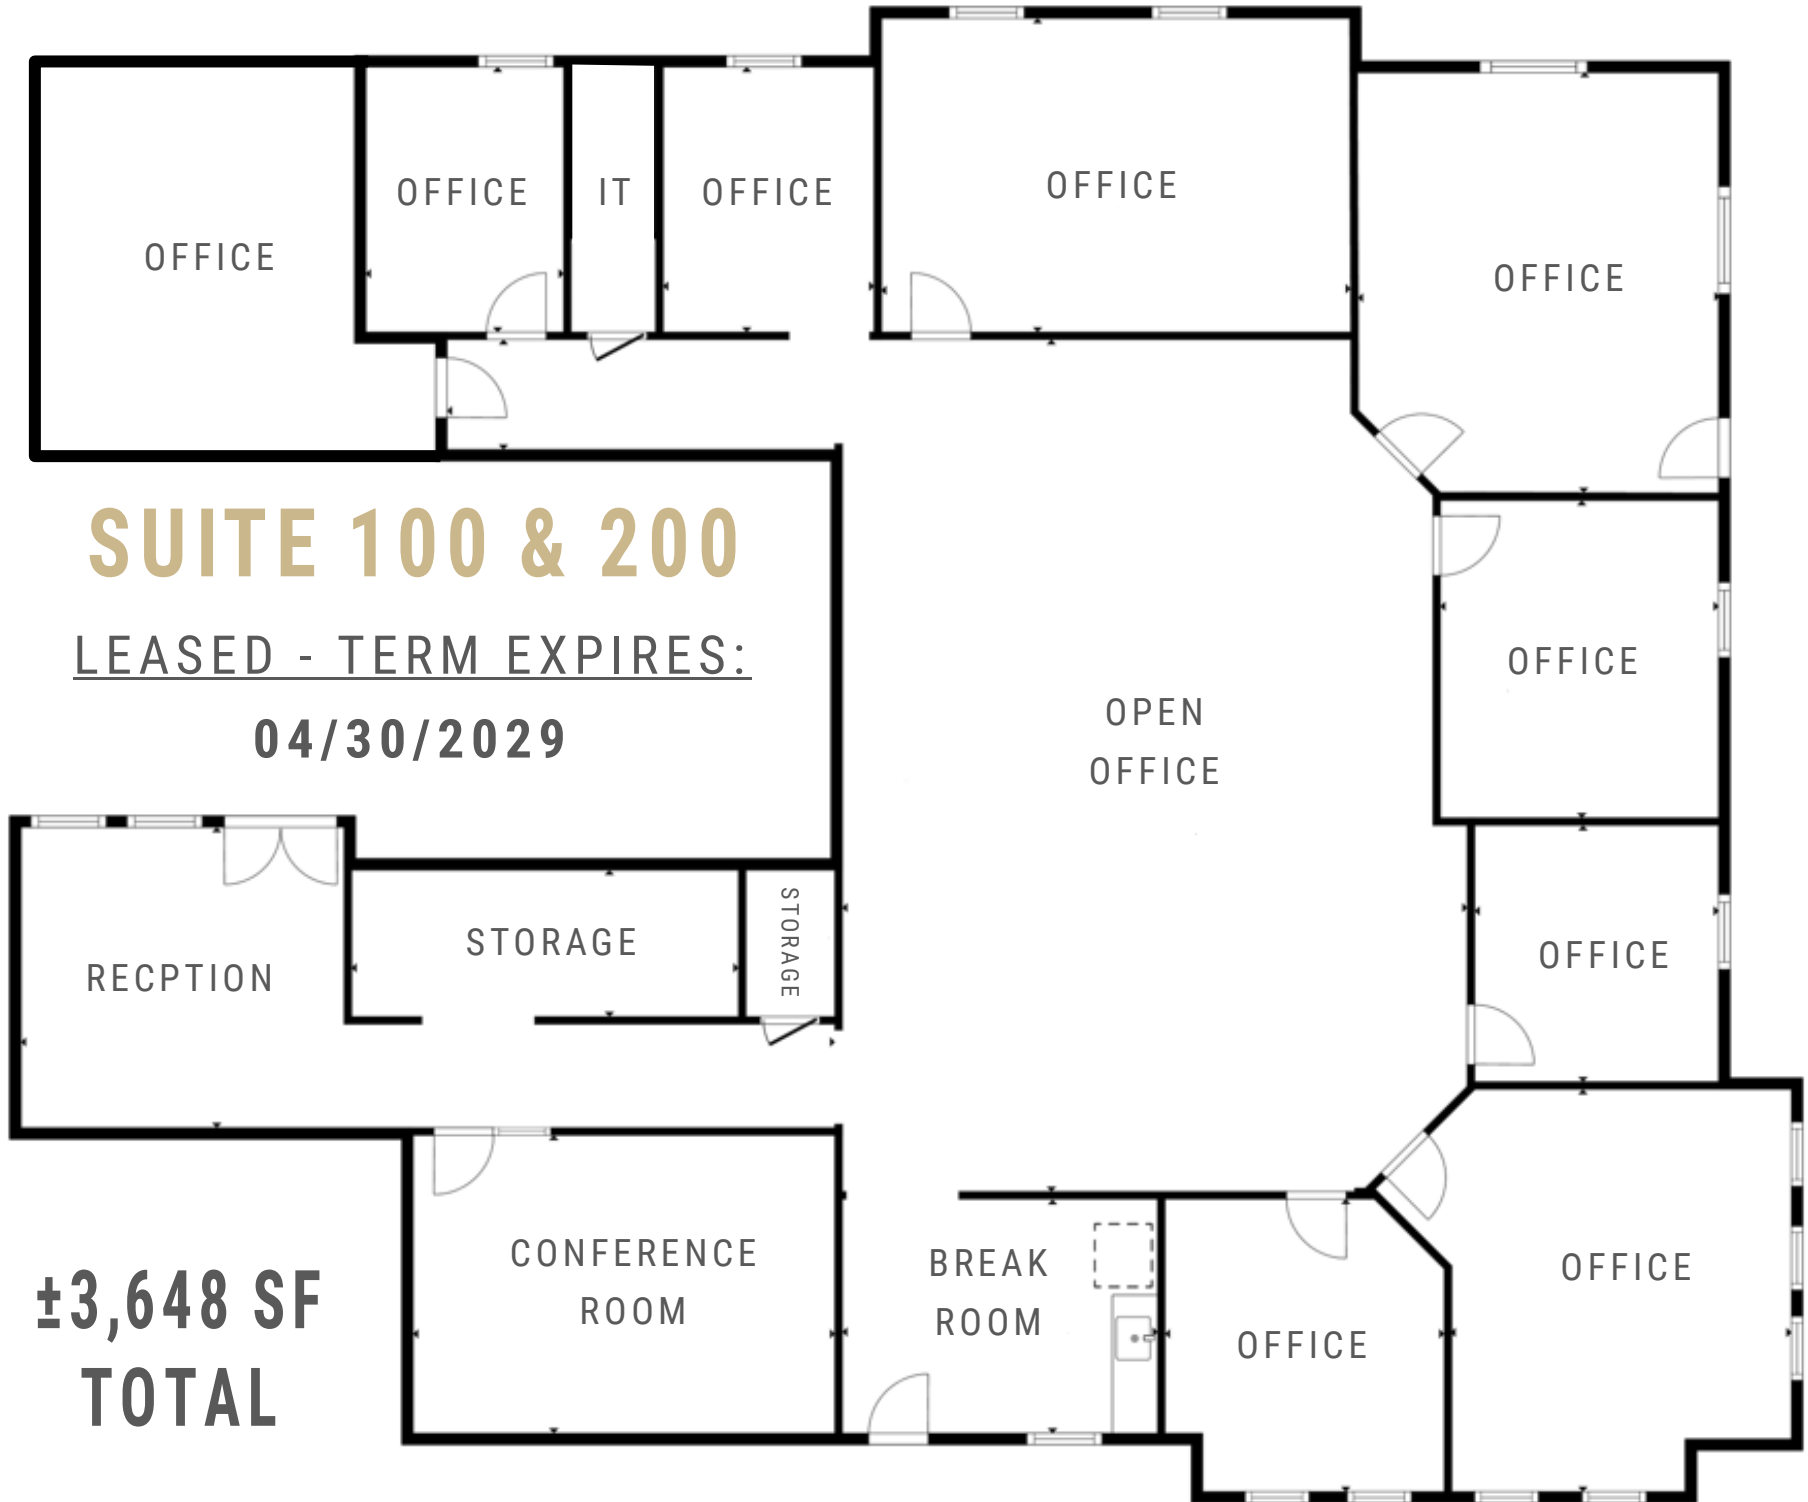 OFFICE
OFFICE
IT
OFFICE
OFFICE
OFFICE
SUITE 100 & 200
LEASED - TERM EXPIRES:
04/30/2029
OFFICE
OPEN
OFFICE
STORAGE
STORAGE
RECPTION
OFFICE
CONFERENCE
ROOM
BREAK
ROOM
OFFICE
OFFICE
±3,648 SF
TOTAL